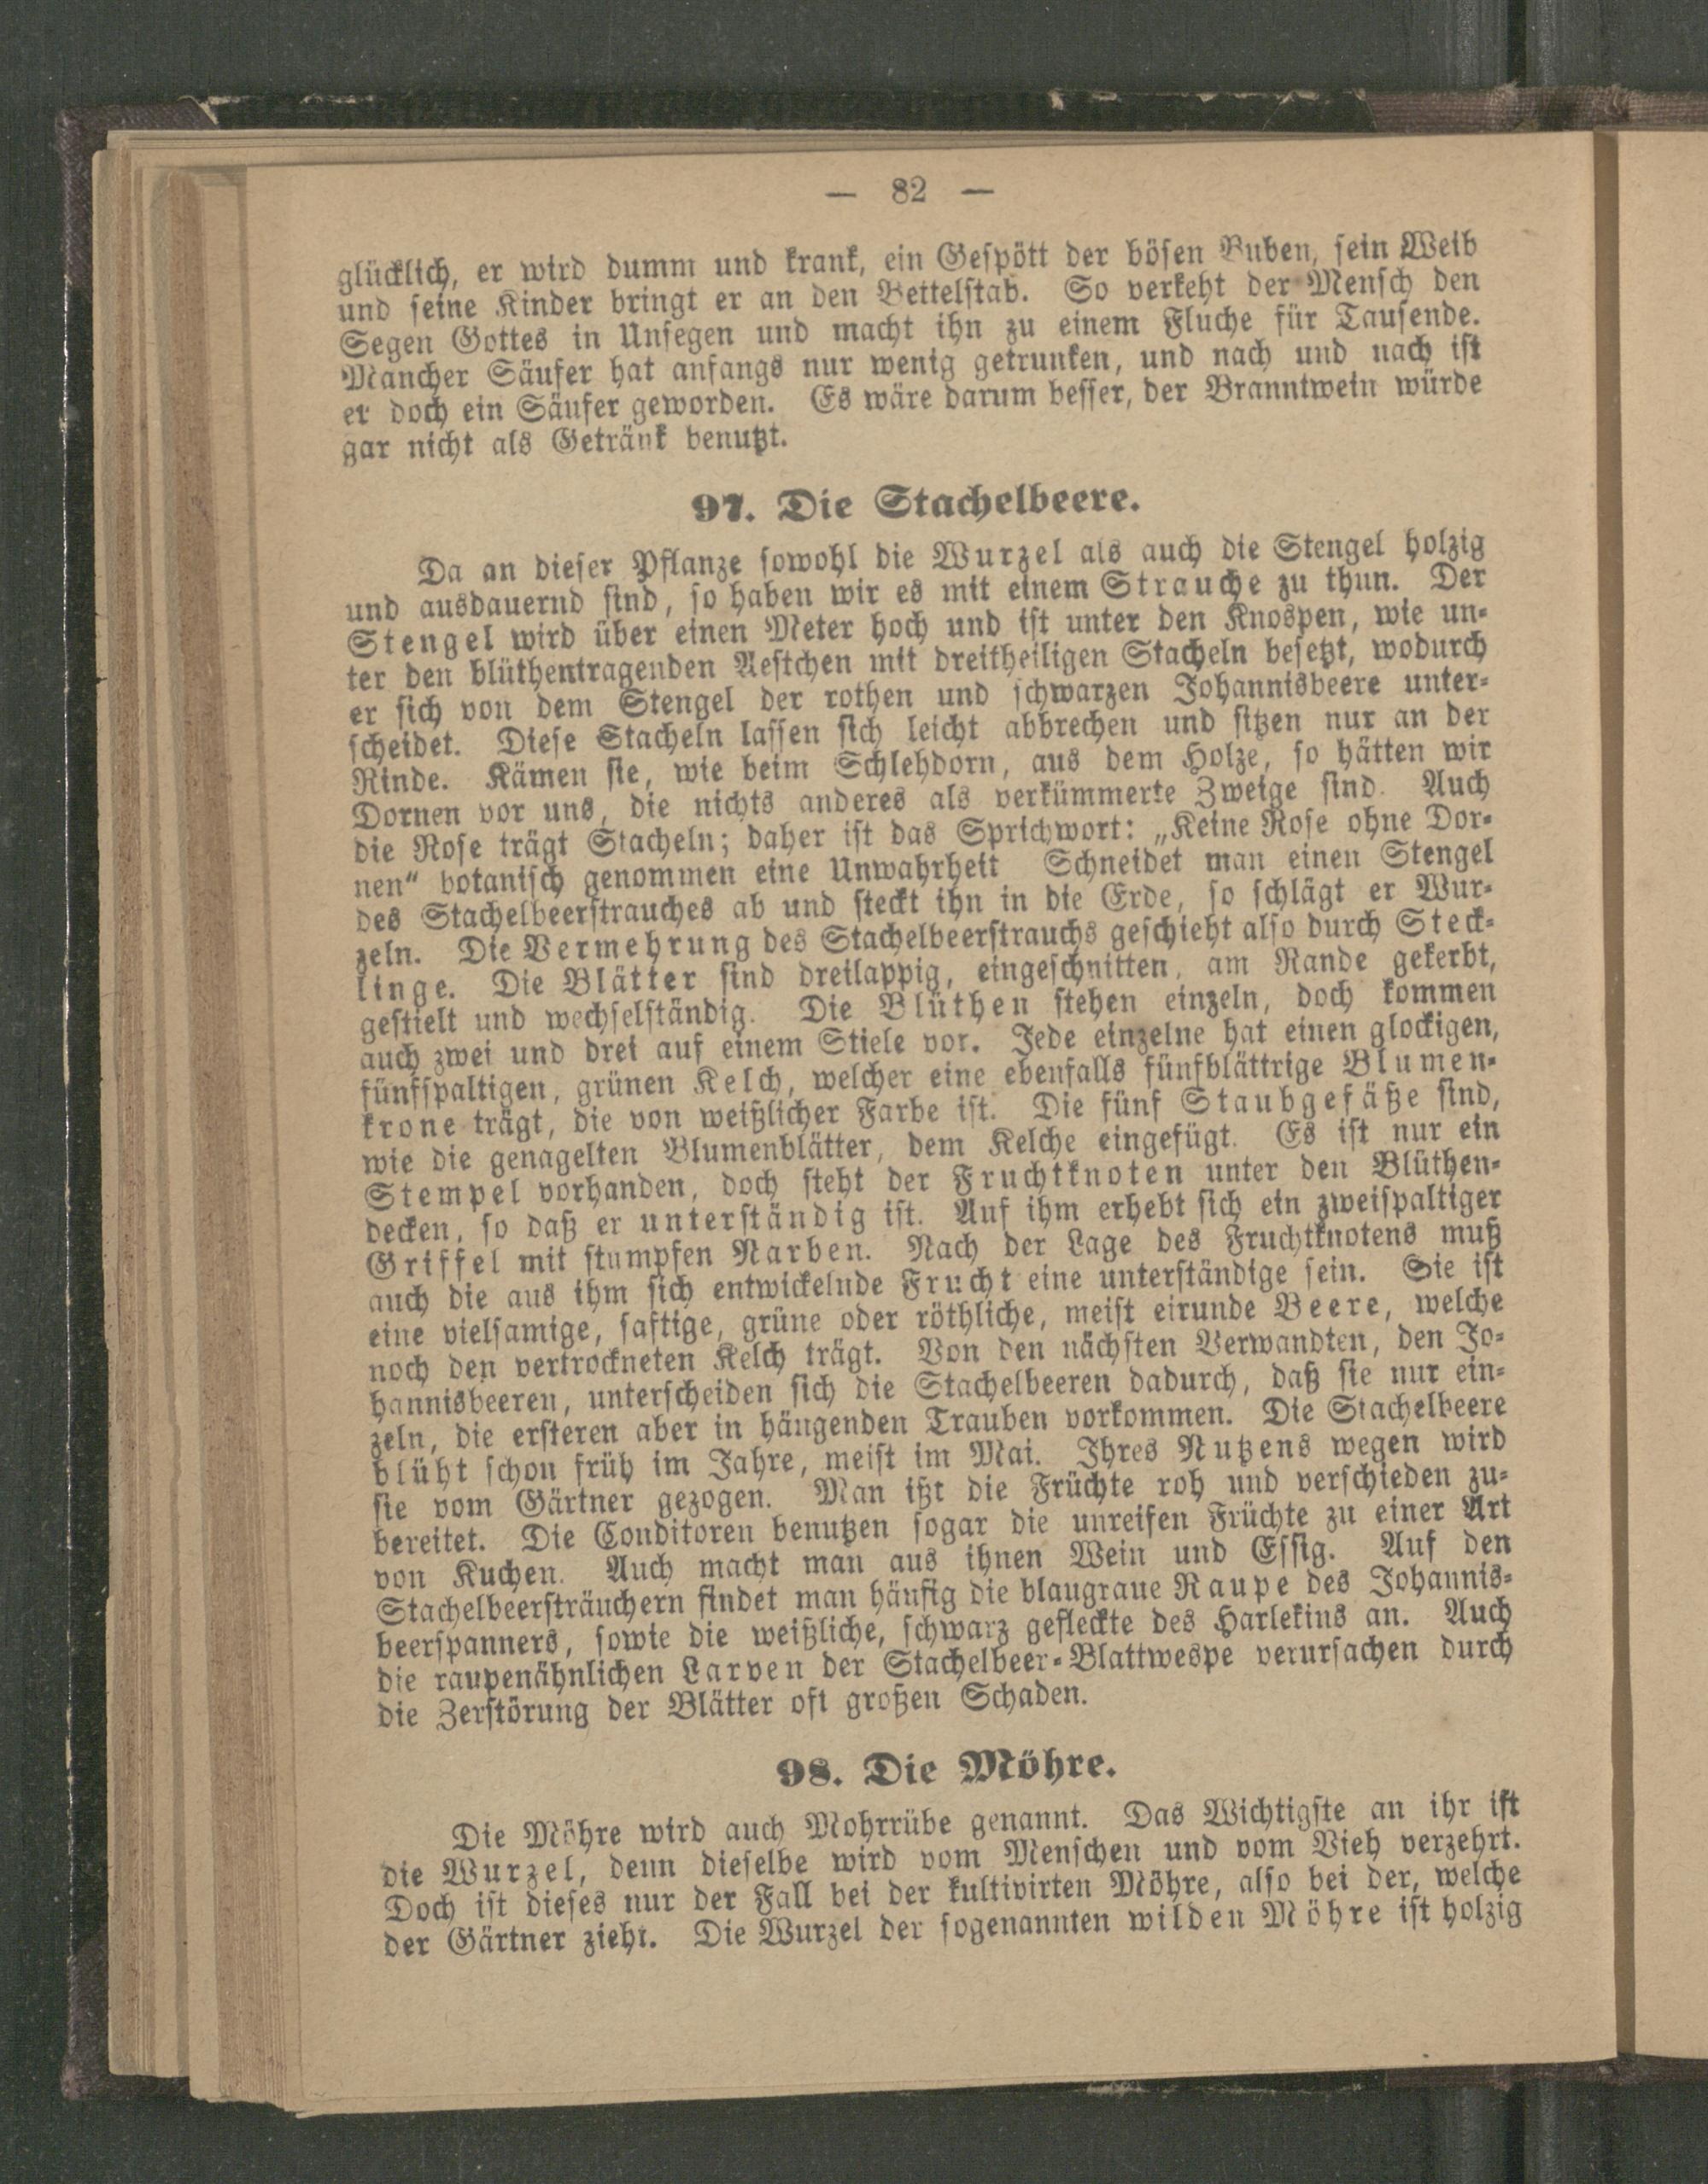 — 82 —
glücklich, er wird dumm und krank, ein Gespött der bösen Buben, sein Weib
und seine Kinder bringt er an den Bettelstab. So verkeht der Mensch den
Segen Gottes in Unsegen und macht ihn zu einem Fluche für Tausende.
Mancher Säufer hat anfangs nur wenig getrunken, und nach und nach ist
er doch ein Säufer geworden. Es wäre darum besser, der Branntwein würde
gar nicht als Getränk benutzt.
97. Die Stachelbeere.
Da an dieser Pflanze sowohl die Wurzel als auch die Stengel holzig
und ausdauernd sind, so haben wir es mit einem Strauche zu thun. Der
Stengel wird über einen Meter hoch und ist unter den Knospen, wie un-
ter den blüthentragenden Aestchen mit dreitheiligen Stacheln besetzt, wodurch
er sich von dem Stengel der rothen und schwarzen Johannisbeere unter-
scheidet. Diese Stacheln lassen sich leicht abbrechen und sitzen nur an der
Rinde. Kämen sie, wie beim Schlehdorn, aus dem Holze, so hätten wir
Dornen vor uns, die nichts anderes als verkümmerte Zweige sind. Auch
die Rose trägt Stacheln; daher ist das Sprichwort: „Keine Rose ohne Dor-
nen“ botanisch genommen eine Unwahrheit Schneidet man einen Stengel
des Stachelbeerstrauches ab und steckt ihn in die Erde, so schlägt er Wur-
zeln. Die Vermehrung des Stachelbeerstrauchs geschieht also durch Steck-
linge. Die Blätter sind dreilappig, eingeschnitten, am Rande gekerbt,
gestielt und wechselständig. Die Blüthen stehen einzeln, doch kommen
auch zwei und drei auf einem Stiele vor. Jede einzelne hat einen glockigen,
fünfspaltigen, grünen Kelch, welcher eine ebenfalls fünfblättrige Blumen-
krone trägt, die von weißlicher Farbe ist. Die fünf Staubgefäße sind,
wie die genagelten Blumenblätter, dem Kelche eingefügt. Es ist nur ein
Stempel vorhanden, doch steht der Fruchtknoten unter den Blüthen-
decken, so daß er unterständig ist. Auf ihm erhebt sich ein zweispaltiger
Griffel mit stumpfen Narben. Nach der Lage des Fruchtknotens muß
auch die aus ihm sich entwickelnde Frucht eine unterständige sein. Sie ist
eine vielsamige, saftige, grüne oder röthliche, meist eirunde Beere, welche
noch den vertrockneten Kelch trägt. Von den nächsten Verwandten, den Jo-
hannisbeeren, unterscheiden sich die Stachelbeeren dadurch, daß sie nur ein-
zeln, die ersteren aber in hängenden Trauben vorkommen. Die Stachelbeere
blüht schon früh im Jahre, meist im Mai. Ihres Nutzens wegen wird
sie vom Gärtner gezogen. Man ißt die Früchte roh und verschieden zu-
bereitet. Die Conditoren benutzen sogar die unreifen Früchte zu einer Art
von Kuchen. Auch macht man aus ihnen Wein und Essig. Auf den
Stachelbeersträuchern findet man häufig die blaugraue Raupe des Johannis-
beerspanners, sowie die weißliche, schwarz gefleckte des Harlekins an. Auch
die raupenähnlichen Larven der Stachelbeer-Blattwespe verursachen durch
die Zerstörung der Blätter oft großen Schaden.
98. Die Möhre.
Die Möhre wird auch Mohrrübe genannt. Das Wichtigste an ihr ist
die Wurzel, denn dieselbe wird vom Menschen und vom Vieh verzehrt.
Doch ist dieses nur der Fall bei der kultivirten Möhre, also bei der, welche
der Gärtner zieht. Die Wurzel der sogenannten wilden Möhre ist holzig